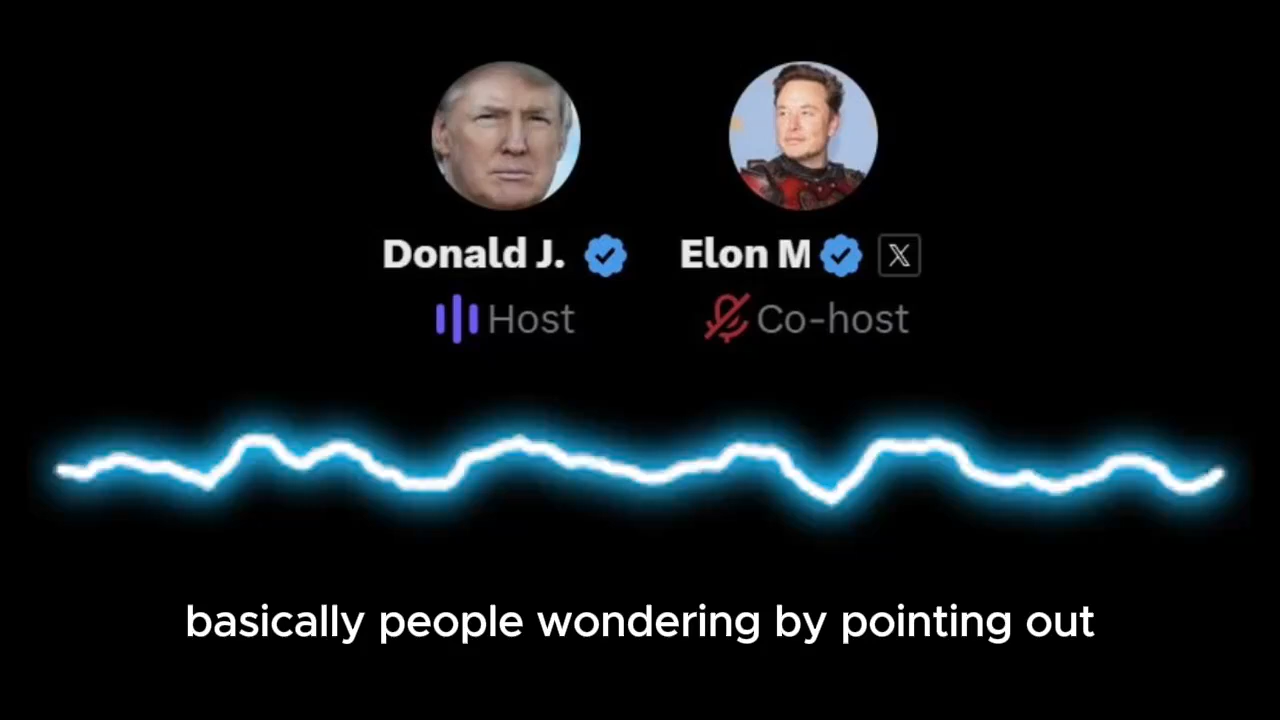 Donald J. Elon M X
Host Co-host
basically people wondering by pointing out